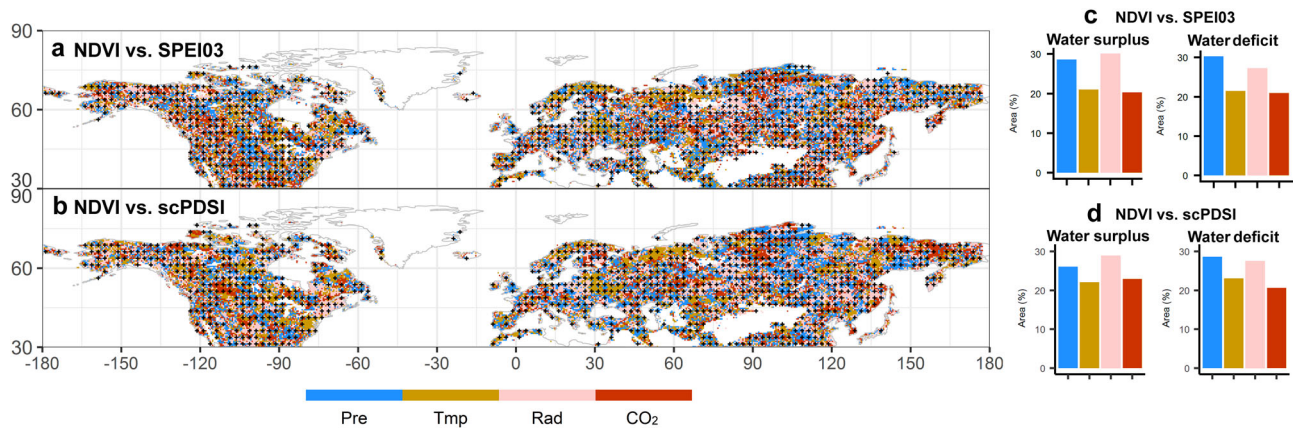 90
a NDVI vs. SPEI03
60
30
90
b NDVI vs. scPDSI
60
30
-180 -150 -120 -90 -60 -30 0 30 60 90 120 150 180
Pre Tmp Rad CO₂
c NDVI vs. SPEI03
Water surplus Water deficit
Area (%)
30
20
10
0
Area (%)
30
20
10
0
d NDVI vs. scPDSI
Water surplus Water deficit
Area (%)
30
20
10
0
Area (%)
30
20
10
0